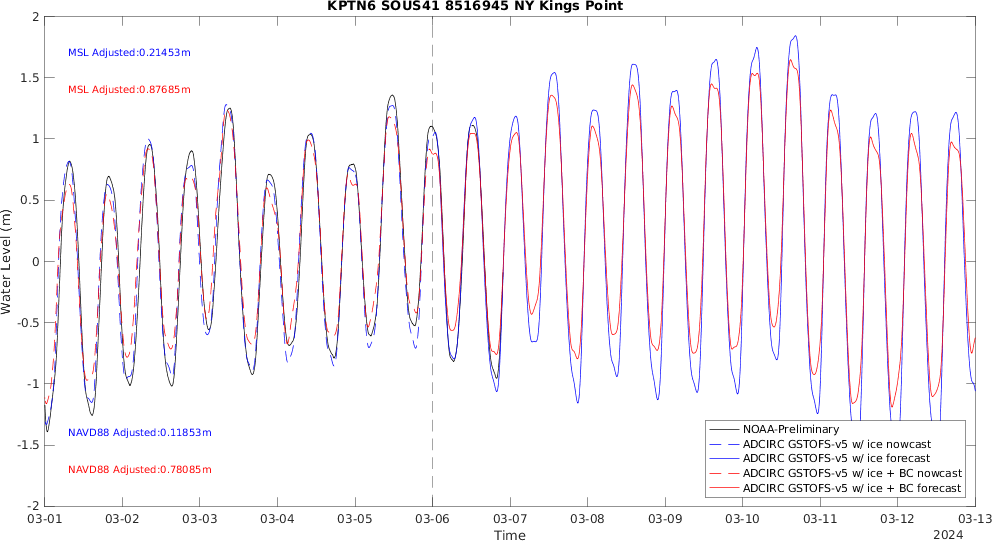 KPTN6 SOUS41 8516945 NY Kings Point
2
1.5
1
0.5
0
-0.5
-1
-1.5
-2
Water Level (m)
MSL Adjusted:0.21453m
MSL Adjusted:0.87685m
NAVD88 Adjusted:0.11853m
NAVD88 Adjusted:0.78085m
NOAA-Preliminary
ADCIRC GSTOFS-v5 w/ ice nowcast
ADCIRC GSTOFS-v5 w/ ice forecast
ADCIRC GSTOFS-v5 w/ ice + BC nowcast
ADCIRC GSTOFS-v5 w/ ice + BC forecast
03-01 03-02 03-03 03-04 03-05 03-06 03-07 03-08 03-09 03-10 03-11 03-12 03-13
Time
2024